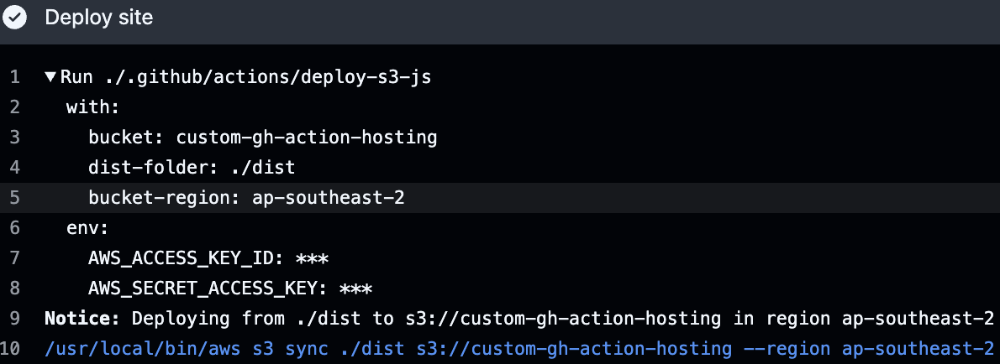 Deploy site
1 ▼ Run ./.github/actions/deploy-s3-js
2 with:
3 bucket: custom-gh-action-hosting
4 dist-folder: ./dist
5 bucket-region: ap-southeast-2
6 env:
7 AWS_ACCESS_KEY_ID: ***
8 AWS_SECRET_ACCESS_KEY: ***
9 Notice: Deploying from ./dist to s3://custom-gh-action-hosting in region ap-southeast-2
10 /usr/local/bin/aws s3 sync ./dist s3://custom-gh-action-hosting --region ap-southeast-2